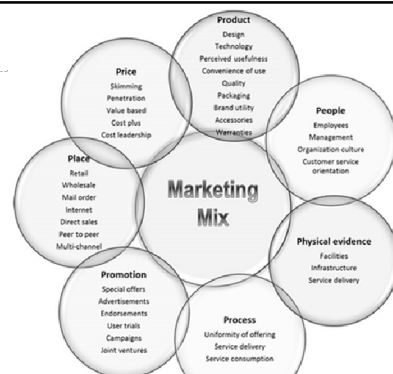 Product
Design
Technology
Perceived usefulness
Convenience of use
Quality
Packaging
Brand utility
Accessories
Warranties
Price
Skimming
Penetration
Value based
Cost plus
Cost leadership
People
Employees
Management
Organization culture
Customer service
orientation
Place
Retail
Wholesale
Mail order
Internet
Direct sales
Peer to peer
Multi-channel
Marketing
Mix
Physical evidence
Facilities
Infrastructure
Service delivery
Promotion
Special offers
Advertisements
Endorsements
User trials
Campaigns
Joint ventures
Process
Uniformity of offering
Service delivery
Service consumption